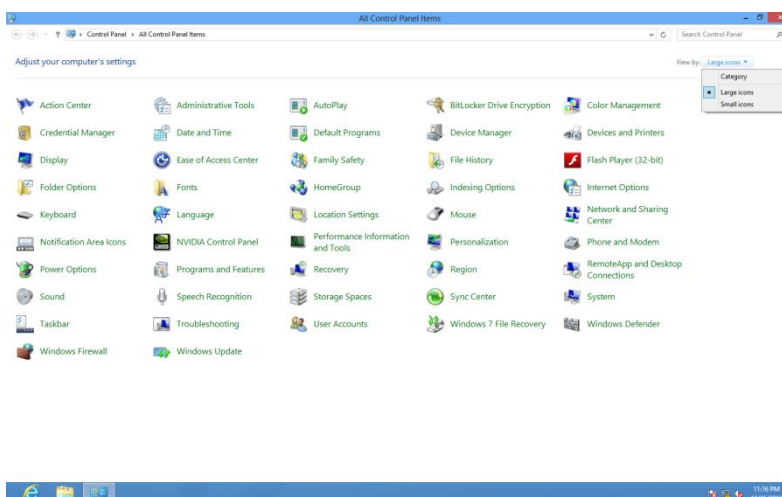 All Control Panel Items
Control Panel All Control Panel Items
Search Control Panel
Adjust your computer's settings
View by: Large icons
Category
Large icons
Small icons
Action Center
Administrative Tools
AutoPlay
BitLocker Drive Encryption
Color Management
Credential Manager
Date and Time
Default Programs
Device Manager
Devices and Printers
Display
Ease of Access Center
Family Safety
File History
Flash Player (32-bit)
Folder Options
Fonts
HomeGroup
Indexing Options
Internet Options
Keyboard
Language
Location Settings
Mouse
Network and Sharing
Center
Notification Area Icons
NVIDIA Control Panel
Performance Information
and Tools
Personalization
Phone and Modem
Power Options
Programs and Features
Recovery
Region
RemoteApp and Desktop
Connections
Sound
Speech Recognition
Storage Spaces
Sync Center
System
Taskbar
Troubleshooting
User Accounts
Windows 7 File Recovery
Windows Defender
Windows Firewall
Windows Update
11:16 PM